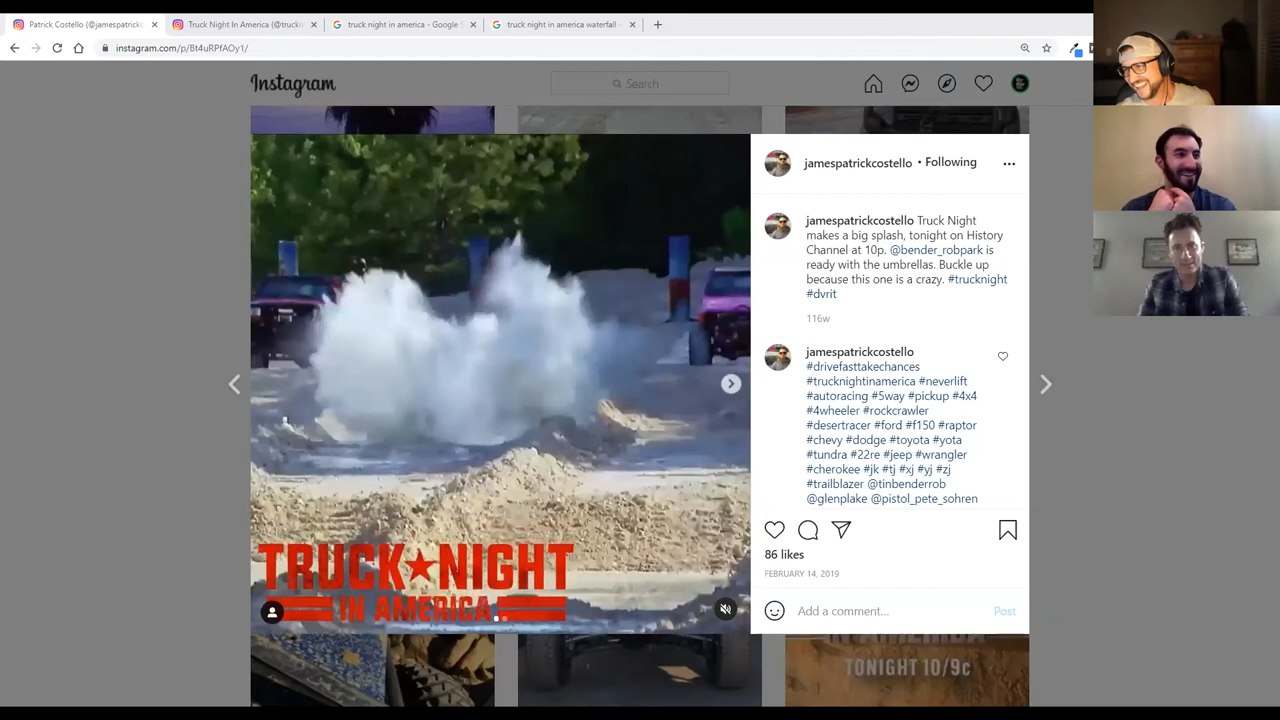 Patrick Costello (@jamespatrickc
Truck Night In America (@truckn
truck night in america - Google S
truck night in america waterfall -
instagram.com/p/Bt4uRPfAOy1/
Instagram
Search
jamespatrickcostello • Following
jamespatrickcostello Truck Night
makes a big splash, tonight on History
Channel at 10p. @bender_robpark is
ready with the umbrellas. Buckle up
because this one is a crazy. #trucknight
#dvrit
116w
jamespatrickcostello
#drivefasttakechances
#trucknightinamerica #neverlift
#autoracing #5way #pickup #4x4
#4wheeler #rockcrawler
#desertracer #ford #f150 #raptor
#chevy #dodge #toyota #yota
#tundra #22re #jeep #wrangler
#cherokee #jk #tj #xj #yj #zj
#trailblazer @tinbenderrob
@glenplake @pistol_pete_sohren
TRUCK★NIGHT
IN AMERICA
86 likes
FEBRUARY 14, 2019
Add a comment...
Post
IN AMERICA
TONIGHT 10/9c